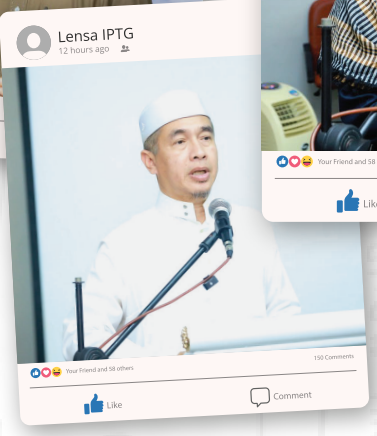 Lensa IPTG
12 hours ago
Your Friend and 58
Like
Your Friend and 58 others
150 Comments
Like
Comment